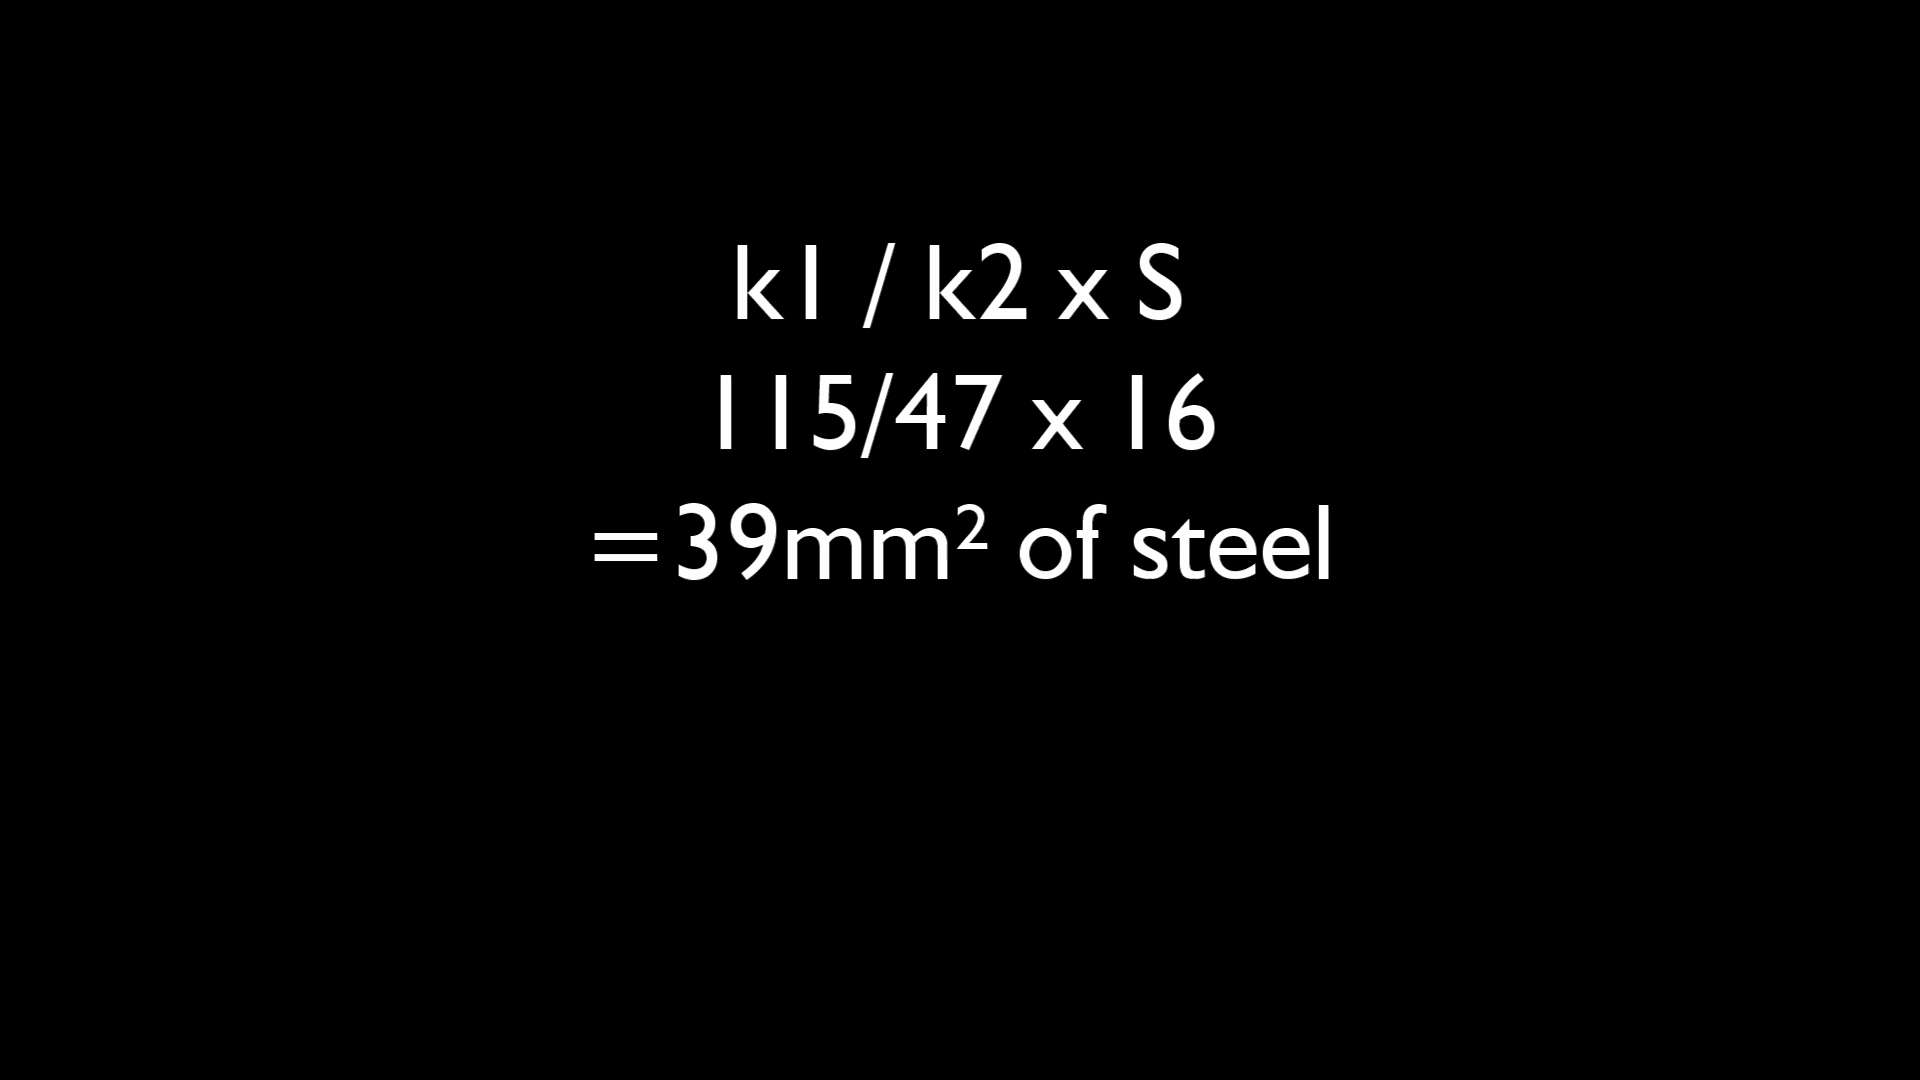 k1 / k2 x S
115/47 x 16
=39mm² of steel